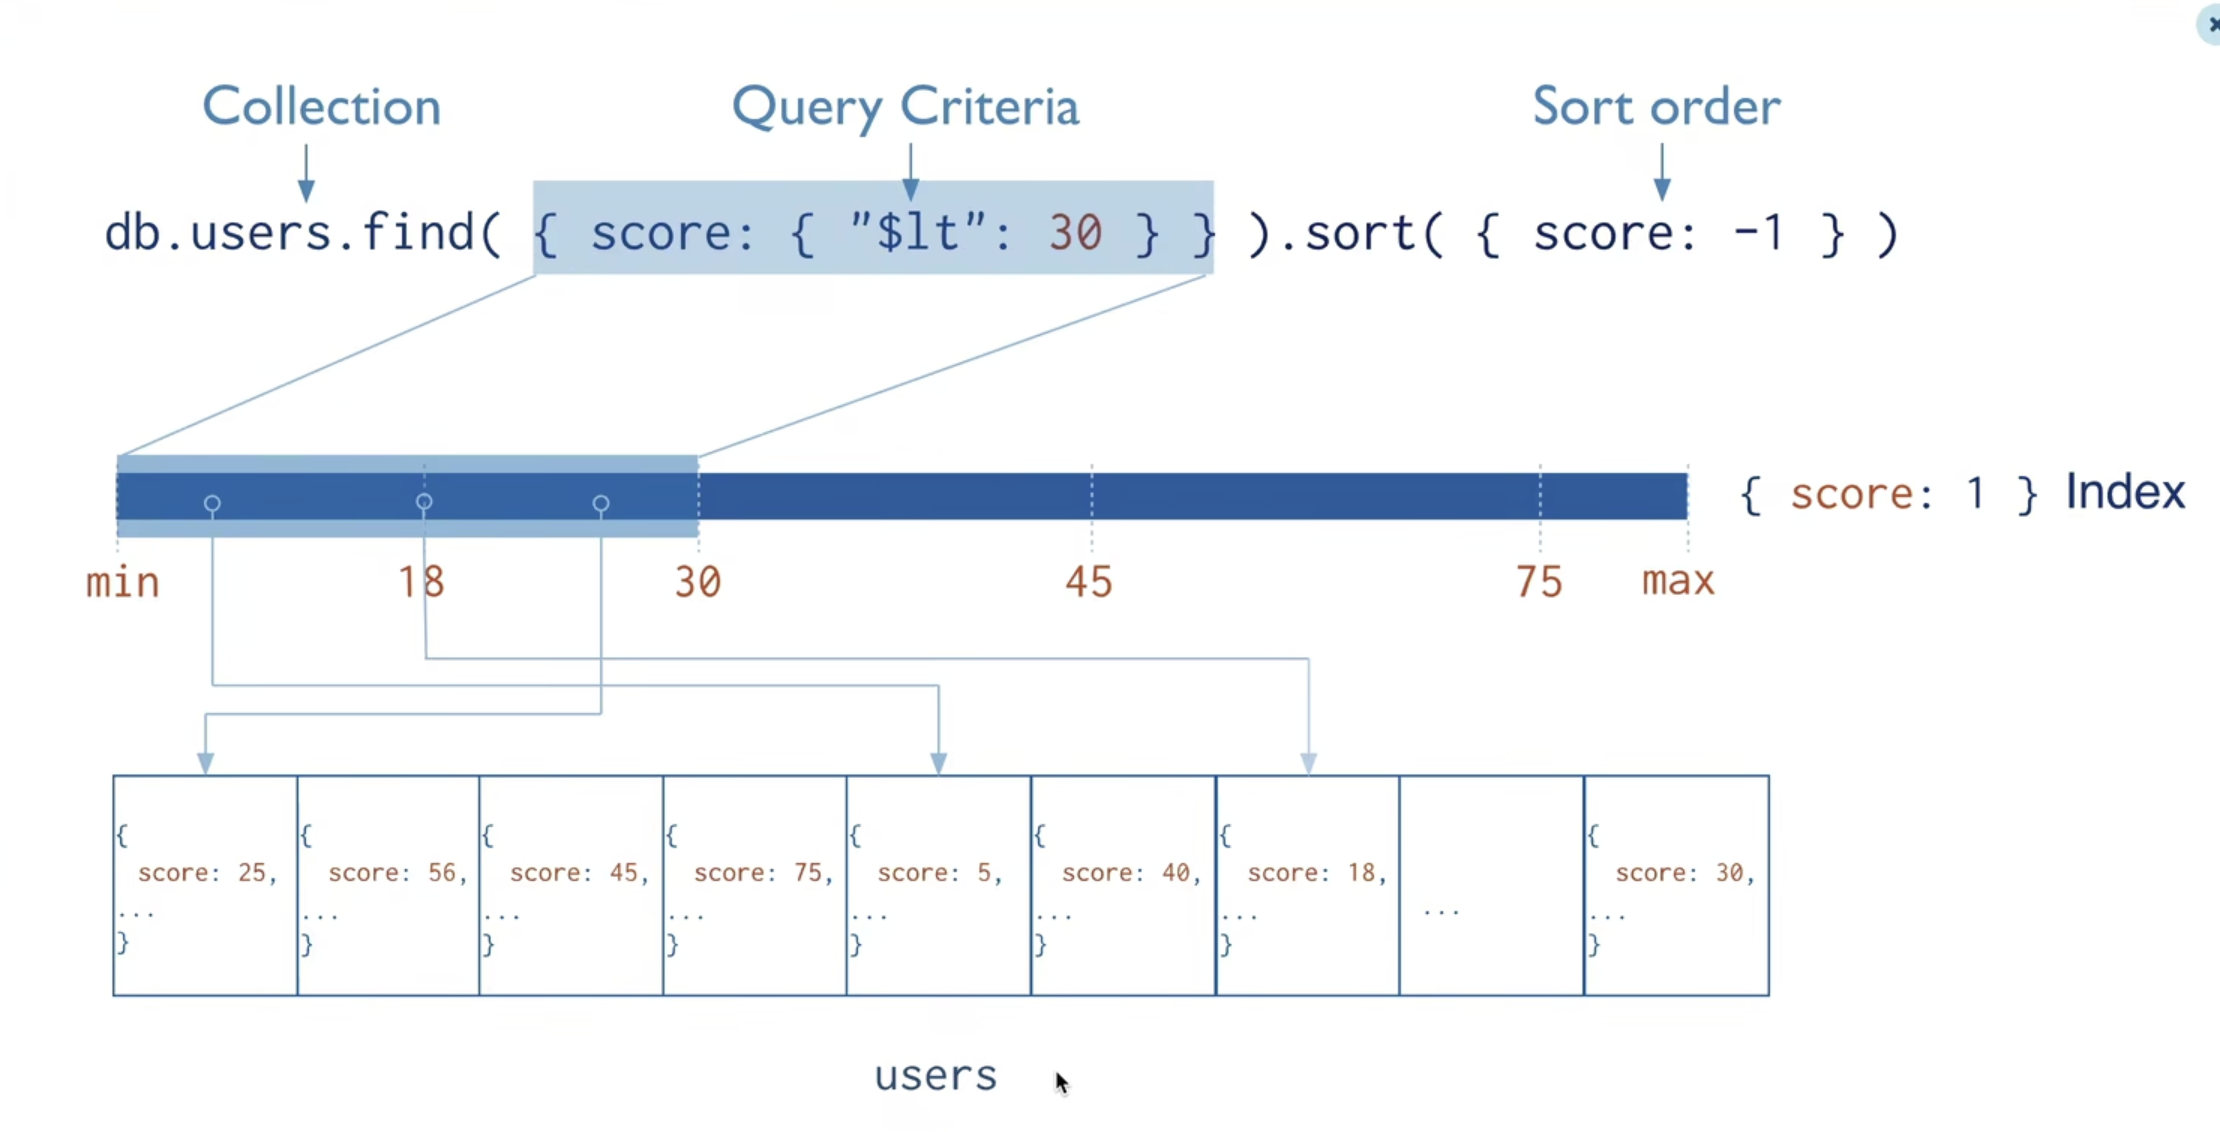 Collection Query Criteria Sort order
db.users.find( { score: { "$lt": 30 } } ).sort( { score: -1 } )
{ score: 1 } Index
min 18 30 45 75 max
{ { { { { { { {
score: 25, score: 56, score: 45, score: 75, score: 5, score: 40, score: 18, score: 30,
... ... ... ... ... ... ... ... ...
} } } } } } } }
users